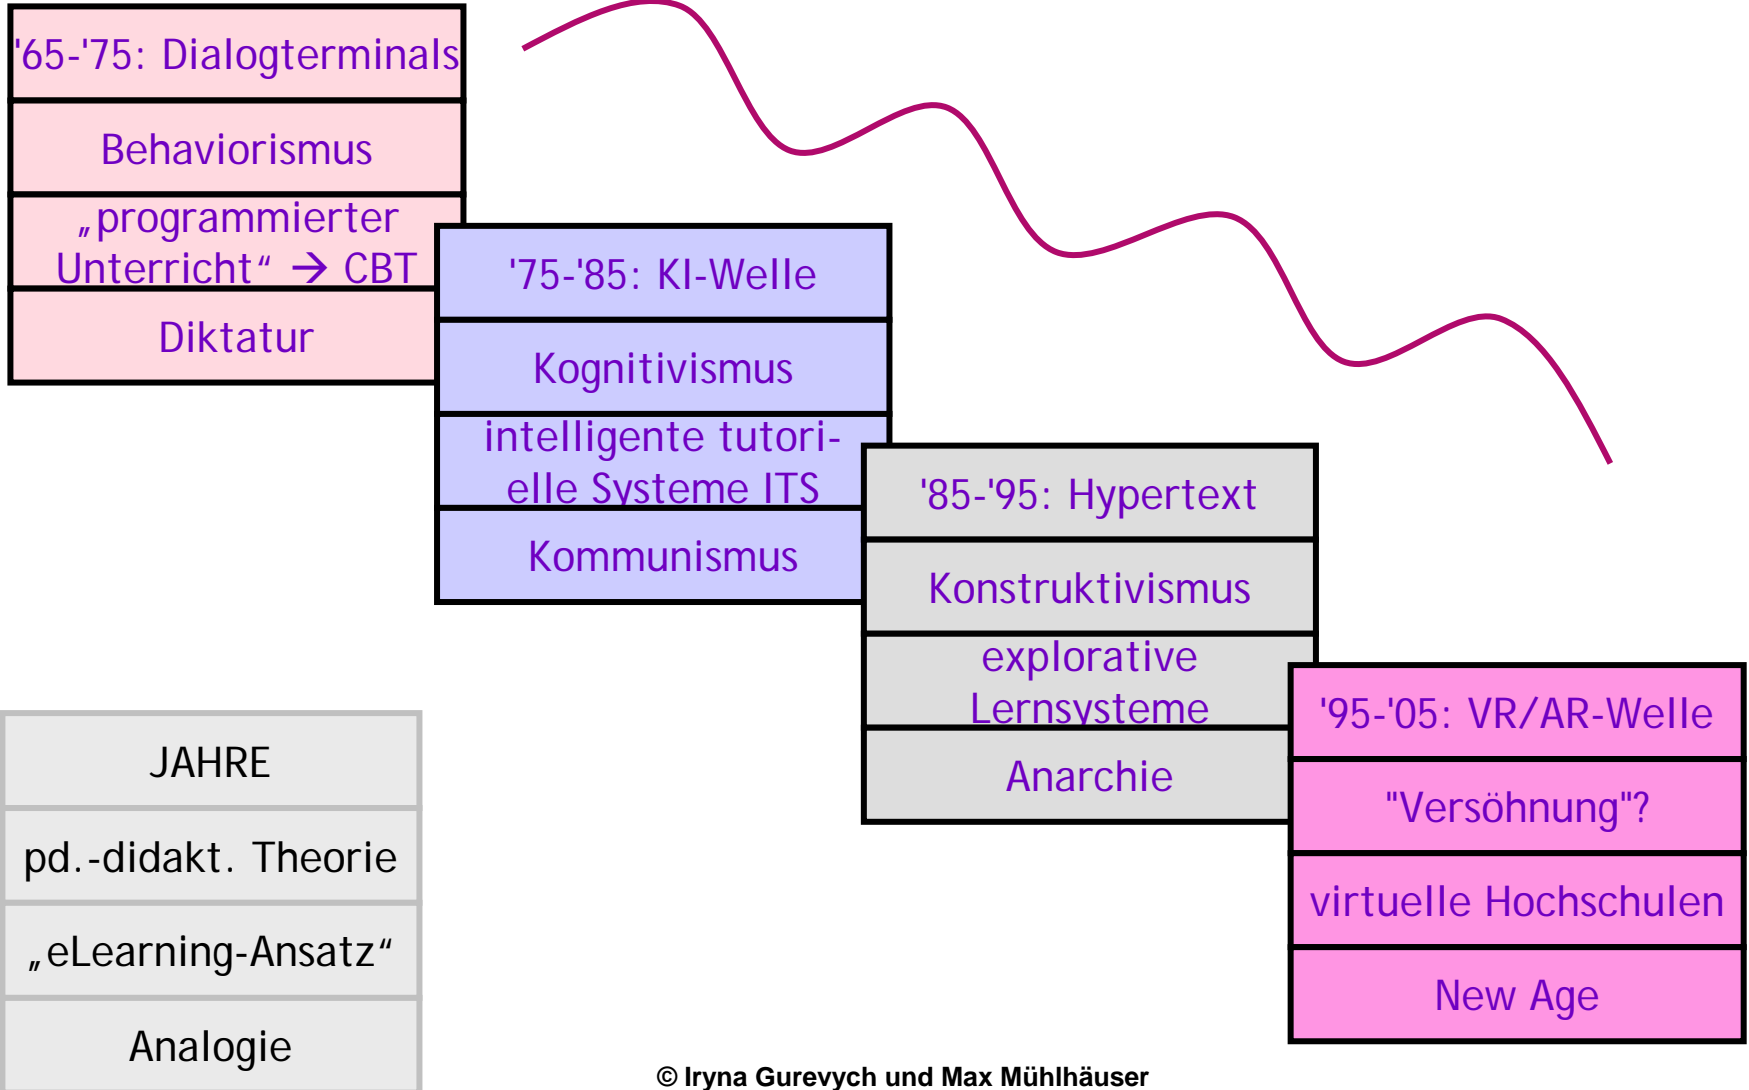 '65-'75: Dialogterminals
Behaviorismus
„programmierter
Unterricht“ → CBT
Diktatur
'75-'85: KI-Welle
Kognitivismus
intelligente tutori-
elle Systeme ITS
Kommunismus
'85-'95: Hypertext
Konstruktivismus
explorative
Lernsysteme
Anarchie
'95-'05: VR/AR-Welle
"Versöhnung"?
virtuelle Hochschulen
New Age
JAHRE
pd.-didakt. Theorie
„eLearning-Ansatz“
Analogie
© Iryna Gurevych und Max Mühlhäuser